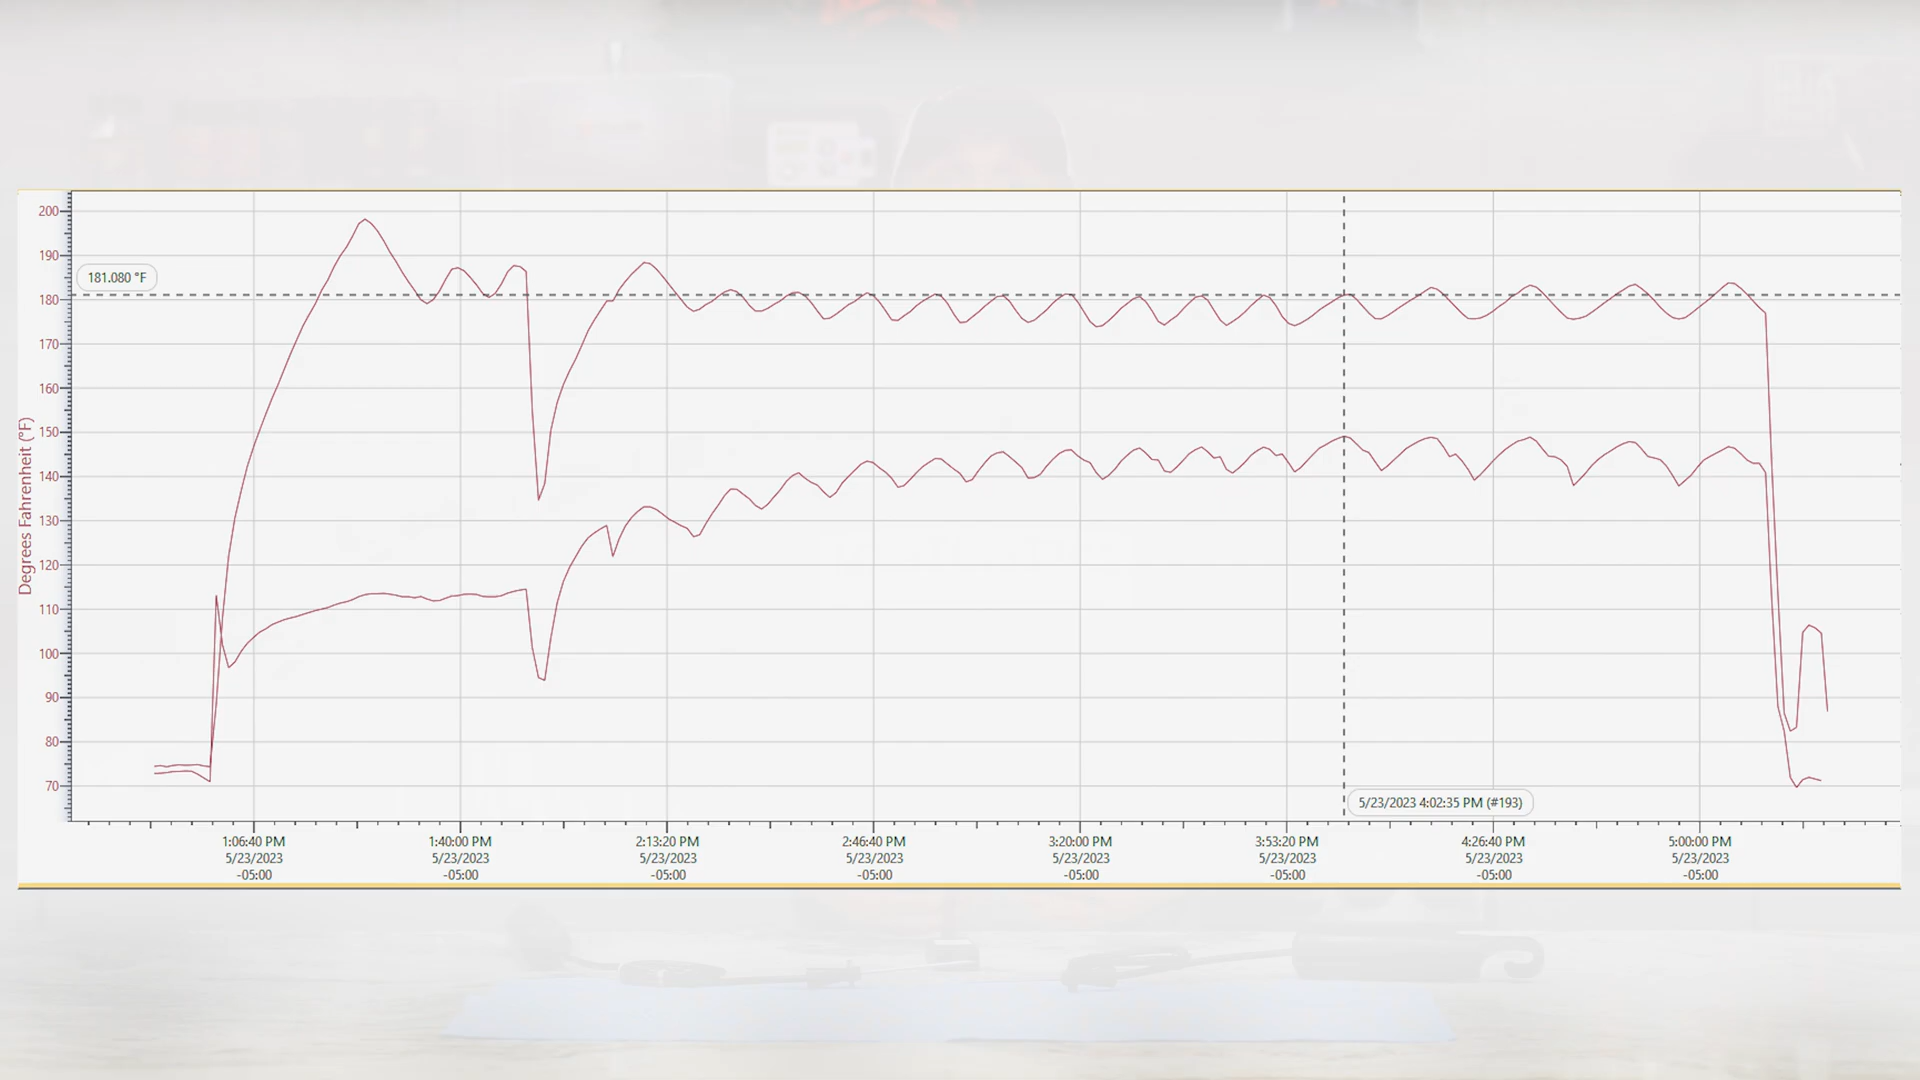 200
190
181.080 °F
180
170
160
150
140
130
120
110
100
90
80
70
Degrees Fahrenheit (°F)
5/23/2023 4:02:35 PM (#193)
1:06:40 PM 1:40:00 PM 2:13:20 PM 2:46:40 PM 3:20:00 PM 3:53:20 PM 4:26:40 PM 5:00:00 PM
5/23/2023 5/23/2023 5/23/2023 5/23/2023 5/23/2023 5/23/2023 5/23/2023 5/23/2023
-05:00 -05:00 -05:00 -05:00 -05:00 -05:00 -05:00 -05:00